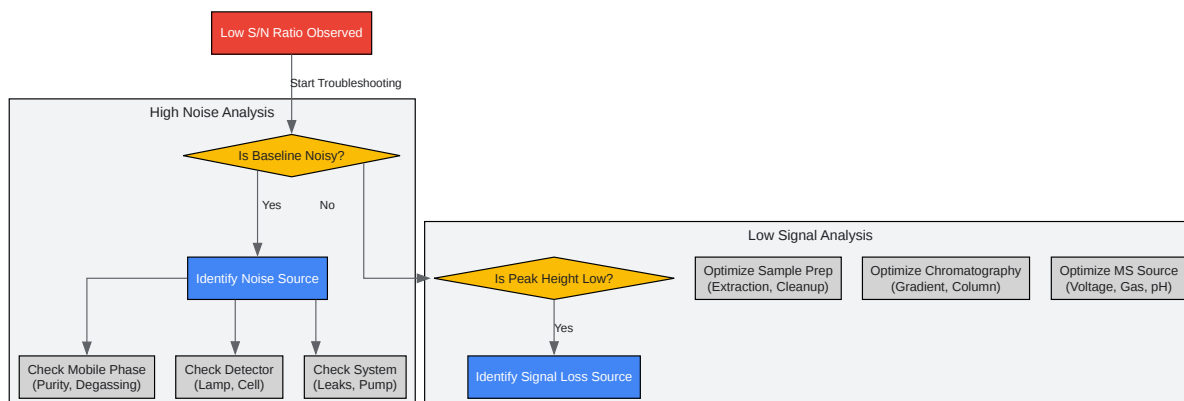 Low S/N Ratio Observed
Start Troubleshooting
High Noise Analysis
Is Baseline Noisy?
Yes
No
Identify Noise Source
Check Mobile Phase
(Purity, Degassing)
Check Detector
(Lamp, Cell)
Check System
(Leaks, Pump)
Low Signal Analysis
Is Peak Height Low?
Optimize Sample Prep
(Extraction, Cleanup)
Optimize Chromatography
(Gradient, Column)
Optimize MS Source
(Voltage, Gas, pH)
Yes
Identify Signal Loss Source